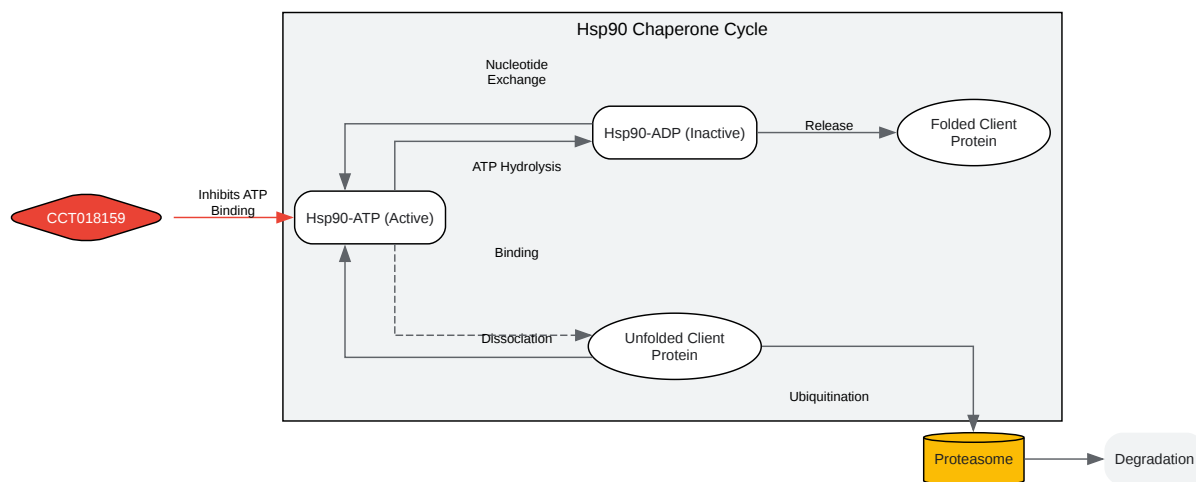 Hsp90 Chaperone Cycle
Nucleotide
Exchange
Hsp90-ADP (Inactive)
Release
Folded Client
Protein
ATP Hydrolysis
Inhibits ATP
Binding
CCT018159
Hsp90-ATP (Active)
Binding
Dissociation
Unfolded Client
Protein
Ubiquitination
Proteasome
Degradation